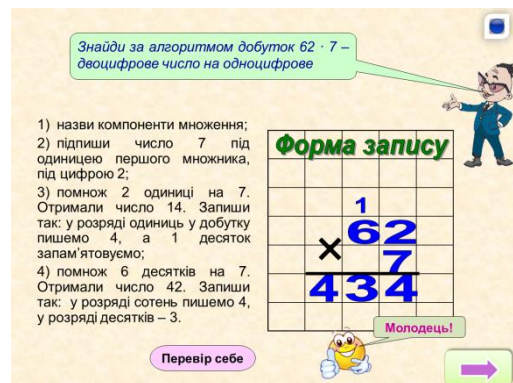 Знайди за алгоритмом добуток 62 · 7 –
двоцифрове число на одноцифрове
1) назви компоненти множення;
2) підпиши число 7 під
одиницею першого множника,
під цифрою 2;
3) помнож 2 одиниці на 7.
Отримали число 14. Запиши
так: у розряді одиниць у добутку
пишемо 4, а 1 десяток
запам'ятовуємо;
4) помнож 6 десятків на 7.
Отримали число 42. Запиши
так: у розряді сотень пишемо 4,
у розряді десятків – 3.
Форма запису
1
62
×
7
434
Молодець!
Перевір себе